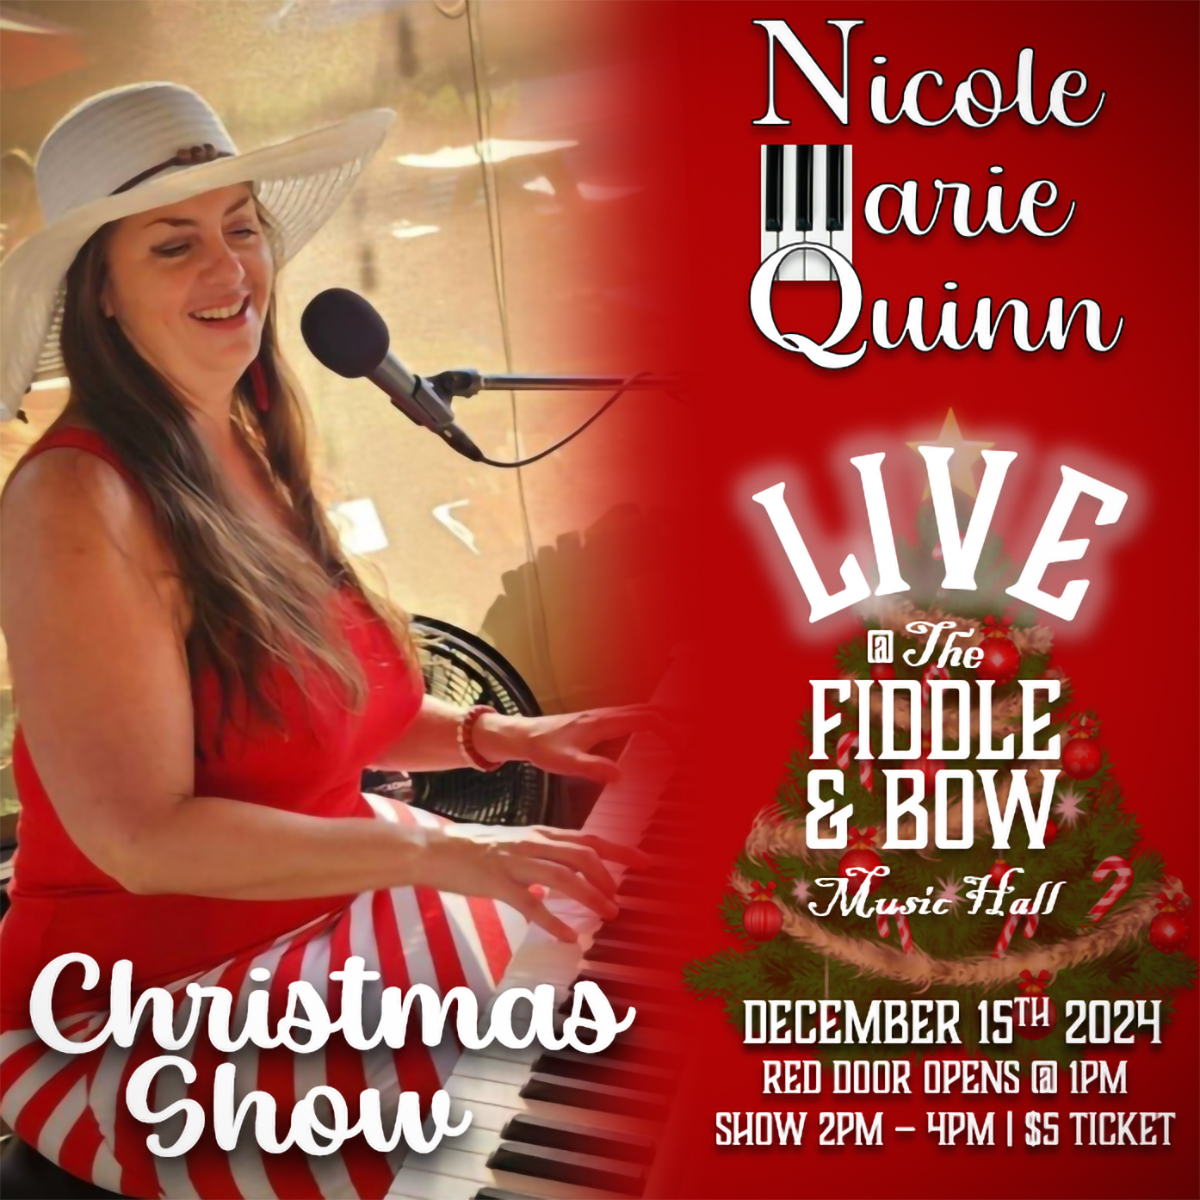 Nicole
Marie
Quinn
LIVE
@ The
FIDDLE
& BOW
Music Hall
Christmas
Show
DECEMBER 15TH 2024
RED DOOR OPENS @ 1PM
SHOW 2PM – 4PM | $5 TICKET